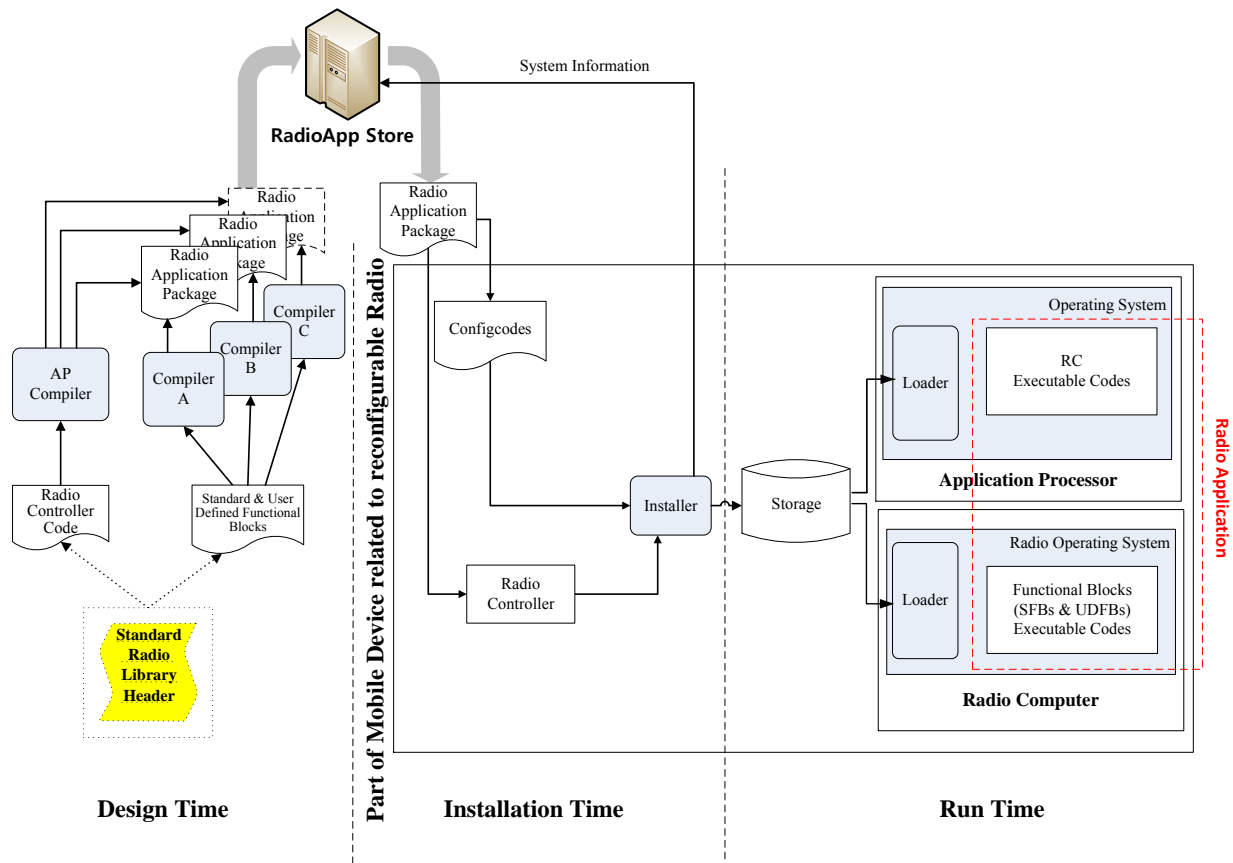 System Information
RadioApp Store
Radio
Application
Package
Radio
Application
Package
Radio
Application
Package
Radio
Application
Package
Configcodes
Compiler
C
Compiler
B
Compiler
A
AP
Compiler
Radio
Controller
Code
Standard & User
Defined Functional
Blocks
Standard
Radio
Library
Header
Part of Mobile Device related to reconfigurable Radio
Installer
Radio
Controller
Storage
Operating System
Loader
RC
Executable Codes
Application Processor
Radio Operating System
Loader
Functional Blocks
(SFBs & UDFBs)
Executable Codes
Radio Computer
Radio Application
Design Time
Installation Time
Run Time